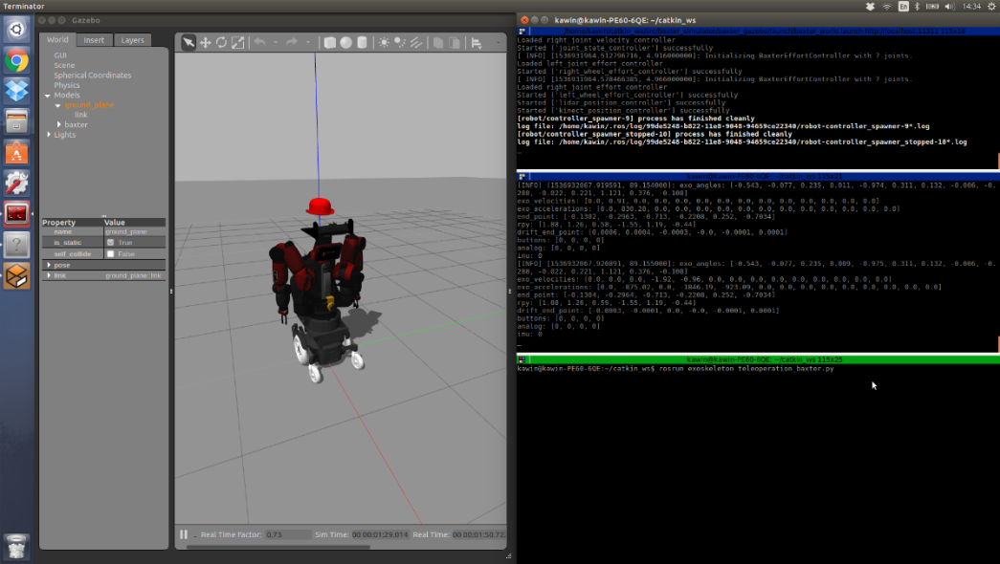 Terminator
En
14:34
Gazebo
World
Insert
Layers
GUI
Scene
Spherical Coordinates
Physics
Models
ground_plane
link
baxter
Lights
Property Value
name ground_plane
is_static True
self_collide False
pose
link ground_plane::link
Real Time Factor: 0.73 Sim Time: 00 00:01:29.014 Real Time: 00 00:01:50.72
kawin@kawin-PE60-6QE: ~/catkin_ws
Loaded right joint velocity controller
Started ['joint_state_controller'] successfully
[ INFO] [1536931964.512796716, 4.916000000]: Initializing BaxterEffortController with 7 joints.
Loaded left joint effort controller
Started ['right_wheel_effort_controller'] successfully
[ INFO] [1536931964.570466385, 4.966000000]: Initializing BaxterEffortController with 7 joints.
Loaded right joint effort controller
Started ['left_wheel_effort_controller'] successfully
Started ['lidar_position_controller'] successfully
Started ['kinect_position_controller'] successfully
[robot/controller_spawner-9] process has finished cleanly
log file: /home/kawin/.ros/log/99de5248-b822-11e8-9048-94659ce22340/robot-controller_spawner-9*.log
[robot/controller_spawner_stopped-10] process has finished cleanly
log file: /home/kawin/.ros/log/99de5248-b822-11e8-9048-94659ce22340/robot-controller_spawner_stopped-10*.log
kawin@kawin-PE60-6QE: ~/catkin_ws 115x21
[INFO] [1536932067.919591, 89.154000]: exo_angles: [-0.543, -0.077, 0.235, 0.011, -0.974, 0.311, 0.132, -0.006, -0.
288, -0.022, 0.221, 1.121, 0.376, -0.108]
exo_velocities: [0.0, 0.91, 0.0, 0.0, 0.0, 0.0, 0.0, 0.0, 0.0, 0.0, 0.0, 0.0, 0.0, 0.0]
exo_accelerations: [0.0, 830.28, 0.0, 0.0, 0.0, 0.0, 0.0, 0.0, 0.0, 0.0, 0.0, 0.0, 0.0, 0.0]
end_point: [-0.1302, -0.2963, -0.713, -0.2228, 0.252, -0.7034]
rpy: [1.88, 1.26, 0.58, -1.55, 1.19, -0.44]
drift_end_point: [0.0006, 0.0004, -0.0003, -0.0, -0.0001, 0.0001]
buttons: [0, 0, 0, 0]
analog: [0, 0, 0, 0]
imu: 0
[INFO] [1536932067.920891, 89.155000]: exo_angles: [-0.543, -0.077, 0.235, 0.009, -0.975, 0.311, 0.132, -0.006, -0.
288, -0.022, 0.221, 1.121, 0.376, -0.108]
exo_velocities: [0.0, 0.0, 0.0, -1.92, -0.96, 0.0, 0.0, 0.0, 0.0, 0.0, 0.0, 0.0, 0.0, 0.0]
exo_accelerations: [0.0, -875.02, 0.0, -1846.19, -923.09, 0.0, 0.0, 0.0, 0.0, 0.0, 0.0, 0.0, 0.0, 0.0]
end_point: [-0.1304, -0.2964, -0.713, -0.2208, 0.252, -0.7034]
rpy: [1.88, 1.26, 0.59, -1.55, 1.19, -0.44]
drift_end_point: [-0.0003, -0.0001, 0.0, -0.0, -0.0001, 0.0001]
buttons: [0, 0, 0, 0]
analog: [0, 0, 0, 0]
imu: 0
kawin@kawin-PE60-6QE: ~/catkin_ws 115x25
kawin@kawin-PE60-6QE:~/catkin_ws$ rosrun exoskeleton teleoperation_baxter.py